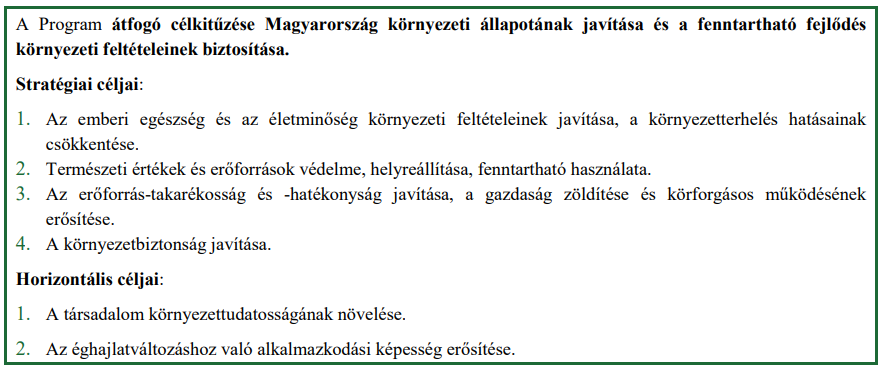 A Program átfogó célkitűzése Magyarország környezeti állapotának javítása és a fenntartható fejlődés
környezeti feltételeinek biztosítása.
Stratégiai céljai:
1. Az emberi egészség és az életminőség környezeti feltételeinek javítása, a környezetterhelés hatásainak
csökkentése.
2. Természeti értékek és erőforrások védelme, helyreállítása, fenntartható használata.
3. Az erőforrás-takarékosság és -hatékonyság javítása, a gazdaság zöldítése és körforgásos működésének
erősítése.
4. A környezetbiztonság javítása.
Horizontális céljai:
1. A társadalom környezettudatosságának növelése.
2. Az éghajlatváltozáshoz való alkalmazkodási képesség erősítése.